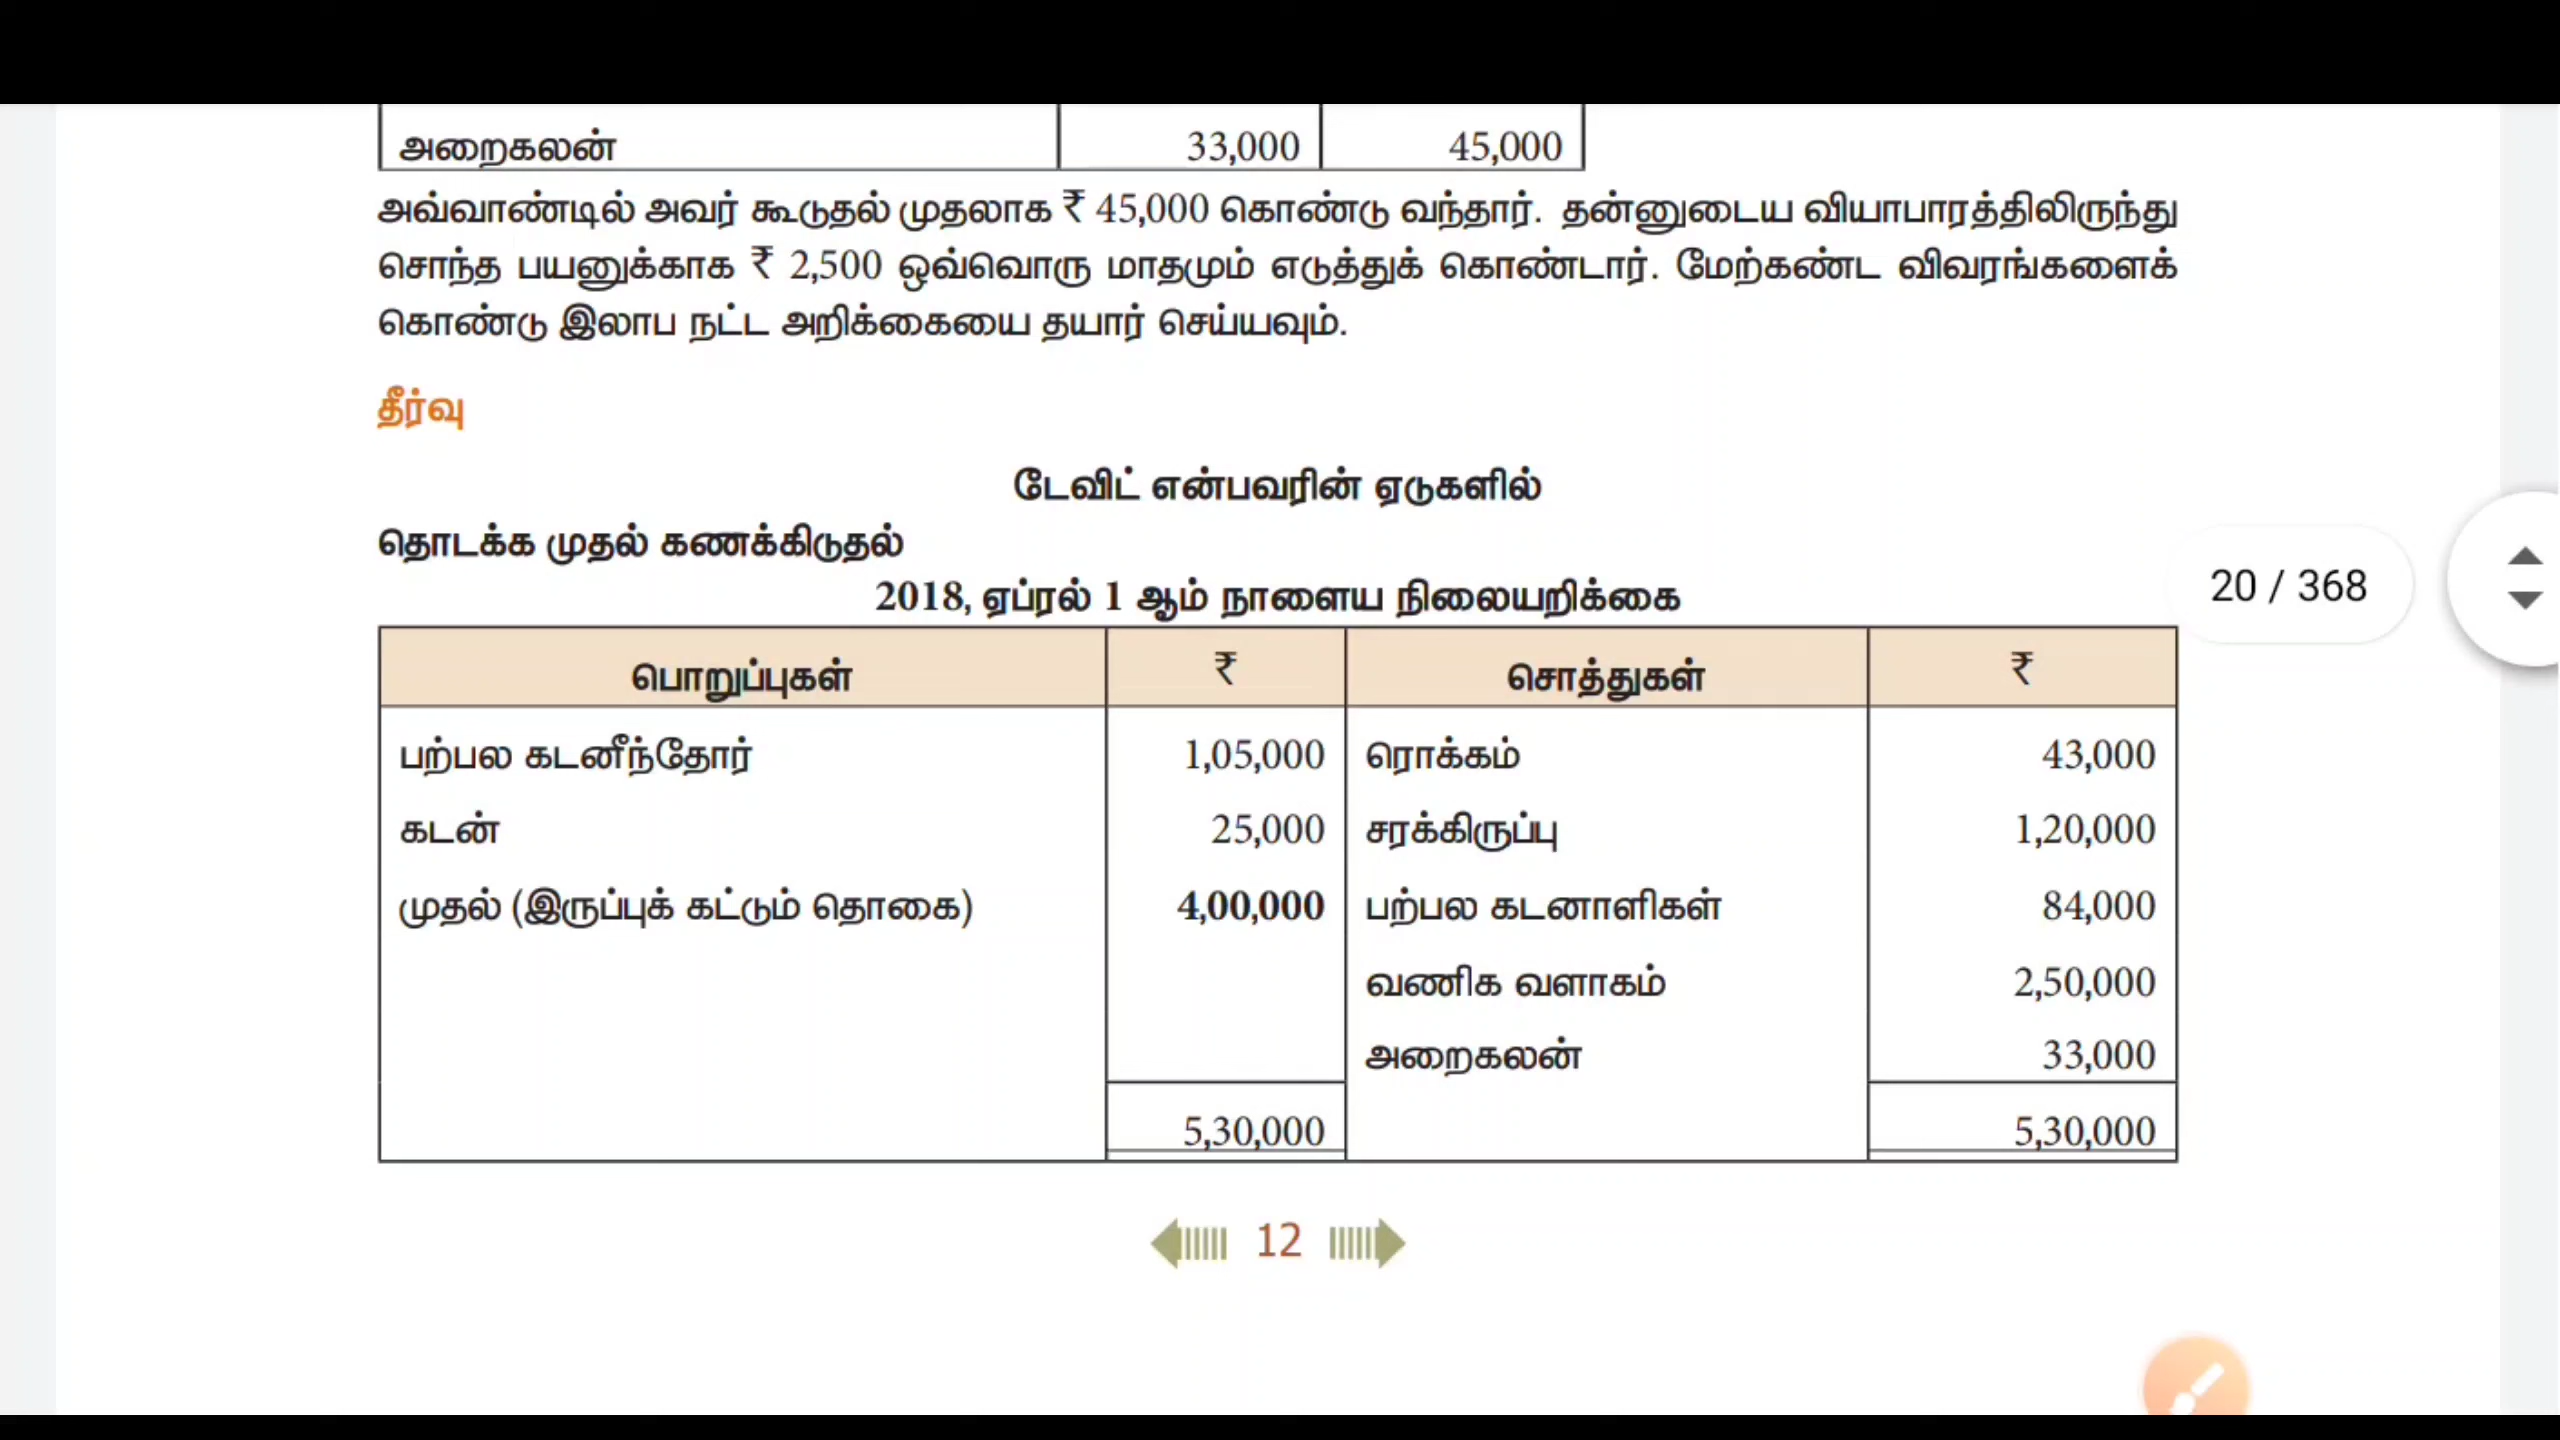 அறைகலன் 33,000 45,000
அவ்வாண்டில் அவர் கூடுதல் முதலாக ₹ 45,000 கொண்டு வந்தார். தன்னுடைய வியாபாரத்திலிருந்து
சொந்த பயனுக்காக ₹ 2,500 ஒவ்வொரு மாதமும் எடுத்துக் கொண்டார். மேற்கண்ட விவரங்களைக்
கொண்டு இலாப நட்ட அறிக்கையை தயார் செய்யவும்.
தீர்வு
டேவிட் என்பவரின் ஏடுகளில்
தொடக்க முதல் கணக்கிடுதல்
2018, ஏப்ரல் 1 ஆம் நாளைய நிலையறிக்கை
20 / 368
பொறுப்புகள் ₹ சொத்துகள் ₹
பற்பல கடனீந்தோர் 1,05,000 ரொக்கம் 43,000
கடன் 25,000 சரக்கிருப்பு 1,20,000
முதல் (இருப்புக் கட்டும் தொகை) 4,00,000 பற்பல கடனாளிகள் 84,000
வணிக வளாகம் 2,50,000
அறைகலன் 33,000
5,30,000 5,30,000
12